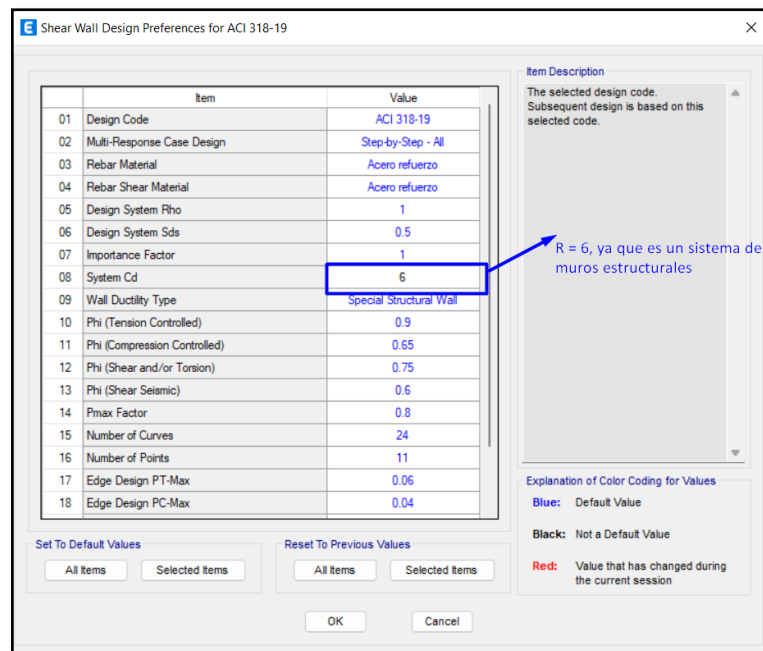 E Shear Wall Design Preferences for ACI 318-19
Item Value
01 Design Code ACI 318-19
02 Multi-Response Case Design Step-by-Step - All
03 Rebar Material Acero refuerzo
04 Rebar Shear Material Acero refuerzo
05 Design System Rho 1
06 Design System Sds 0.5
07 Importance Factor 1
08 System Cd 6
09 Wall Ductility Type Special Structural Wall
10 Phi (Tension Controlled) 0.9
11 Phi (Compression Controlled) 0.65
12 Phi (Shear and/or Torsion) 0.75
13 Phi (Shear Seismic) 0.6
14 Pmax Factor 0.8
15 Number of Curves 24
16 Number of Points 11
17 Edge Design PT-Max 0.06
18 Edge Design PC-Max 0.04
Item Description
The selected design code.
Subsequent design is based on this
selected code.
R = 6, ya que es un sistema de
muros estructurales
Explanation of Color Coding for Values
Blue: Default Value
Black: Not a Default Value
Red: Value that has changed during
the current session
Set To Default Values
All Items Selected Items
Reset To Previous Values
All Items Selected Items
OK Cancel